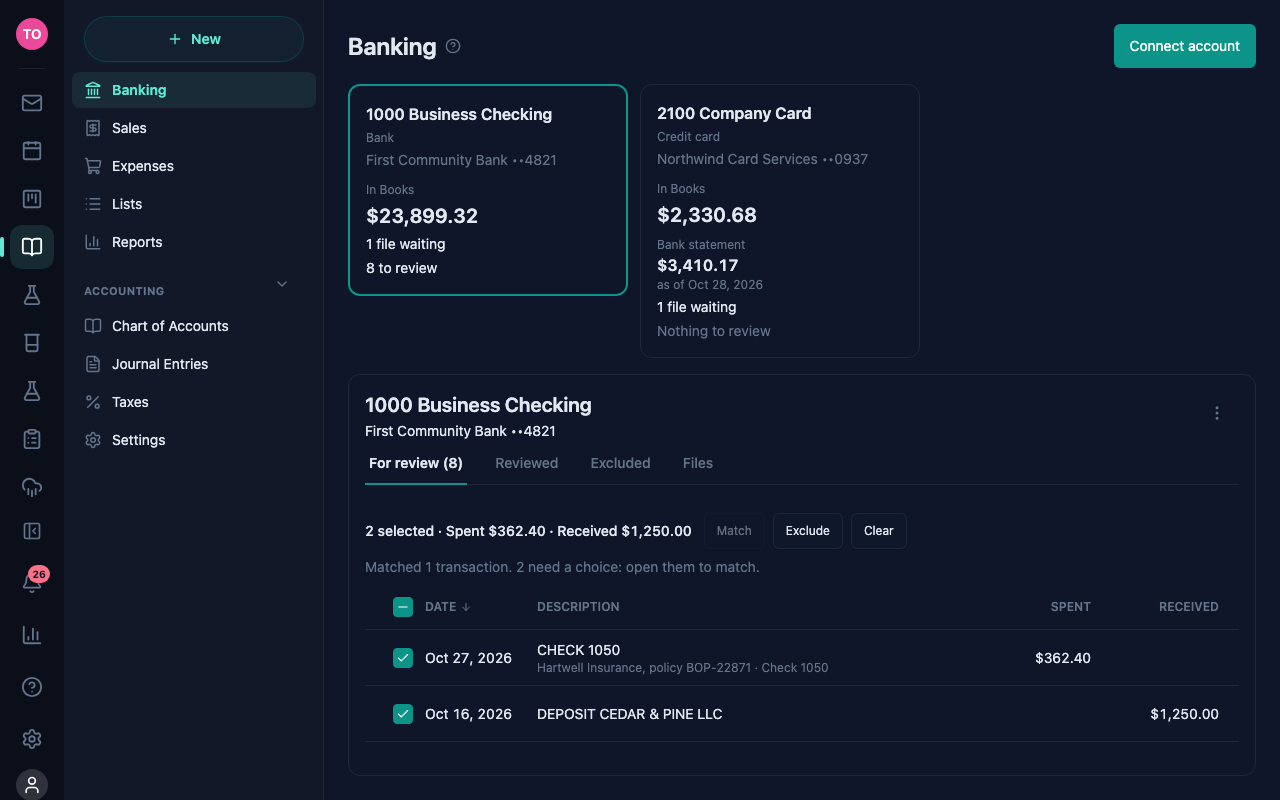 TO
New
Banking
Sales
Expenses
Lists
Reports
ACCOUNTING
Chart of Accounts
Journal Entries
Taxes
Settings
26
Banking
Connect account
1000 Business Checking
Bank
First Community Bank ••4821
In Books
$23,899.32
1 file waiting
8 to review
2100 Company Card
Credit card
Northwind Card Services ••0937
In Books
$2,330.68
Bank statement
$3,410.17
as of Oct 28, 2026
1 file waiting
Nothing to review
1000 Business Checking
First Community Bank ••4821
For review (8) Reviewed Excluded Files
2 selected · Spent $362.40 · Received $1,250.00 Match Exclude Clear
Matched 1 transaction. 2 need a choice: open them to match.
DATE ↓ DESCRIPTION SPENT RECEIVED
Oct 27, 2026 CHECK 1050 $362.40
Hartwell Insurance, policy BOP-22871 · Check 1050
Oct 16, 2026 DEPOSIT CEDAR & PINE LLC $1,250.00